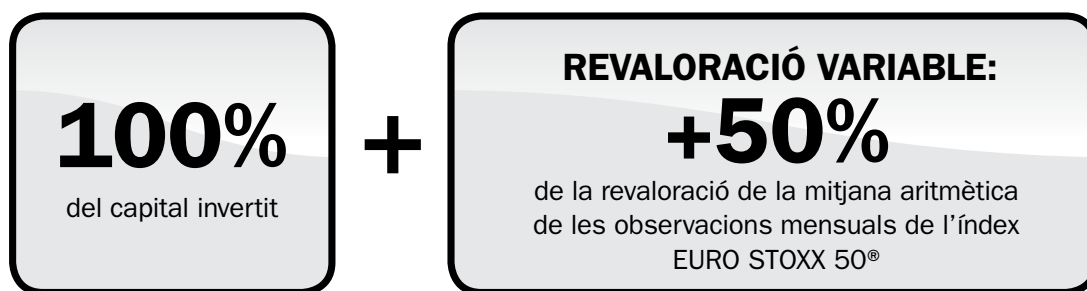 100%
del capital invertit
+
REVALORACIÓ VARIABLE:
+50%
de la revaloració de la mitjana aritmètica
de les observacions mensuals de l’índex
EURO STOXX 50®